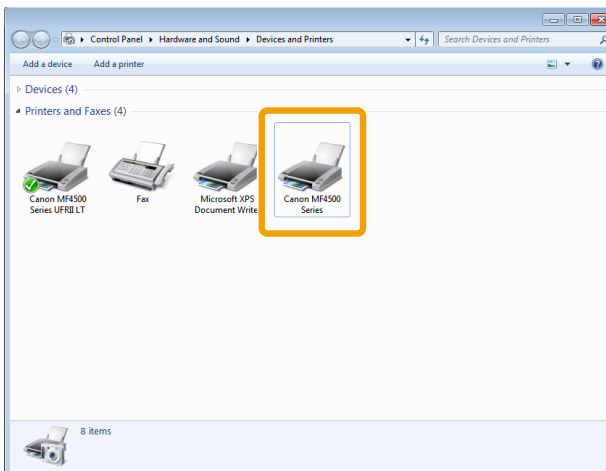 Control Panel ▸ Hardware and Sound ▸ Devices and Printers
Search Devices and Printers
Add a device Add a printer
Devices (4)
Printers and Faxes (4)
Canon MF4500
Series UFRII LT
Fax
Microsoft XPS
Document Write
Canon MF4500
Series
8 items